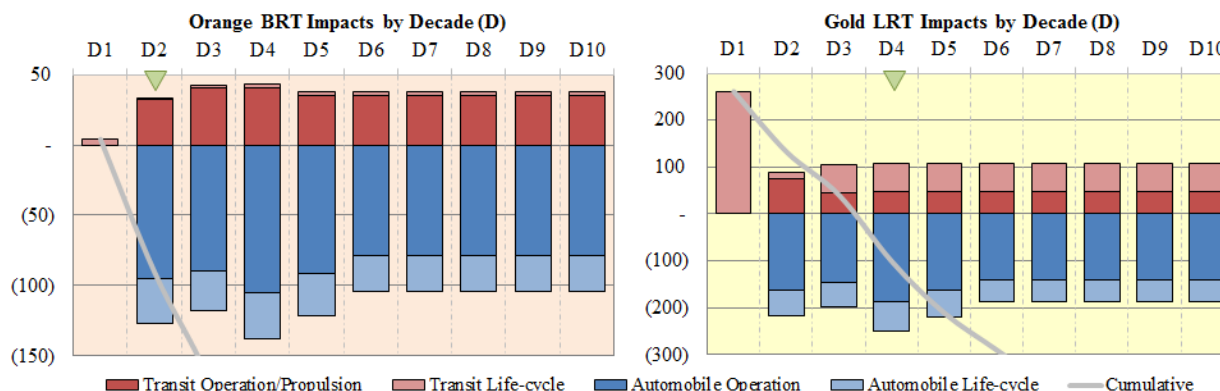 Orange BRT Impacts by Decade (D)
D1 D2 D3 D4 D5 D6 D7 D8 D9 D10
50
-
(50)
(100)
(150)
Gold LRT Impacts by Decade (D)
D1 D2 D3 D4 D5 D6 D7 D8 D9 D10
300
200
100
-
(100)
(200)
(300)
Transit Operation/Propulsion Transit Life-cycle Automobile Operation Automobile Life-cycle Cumulative